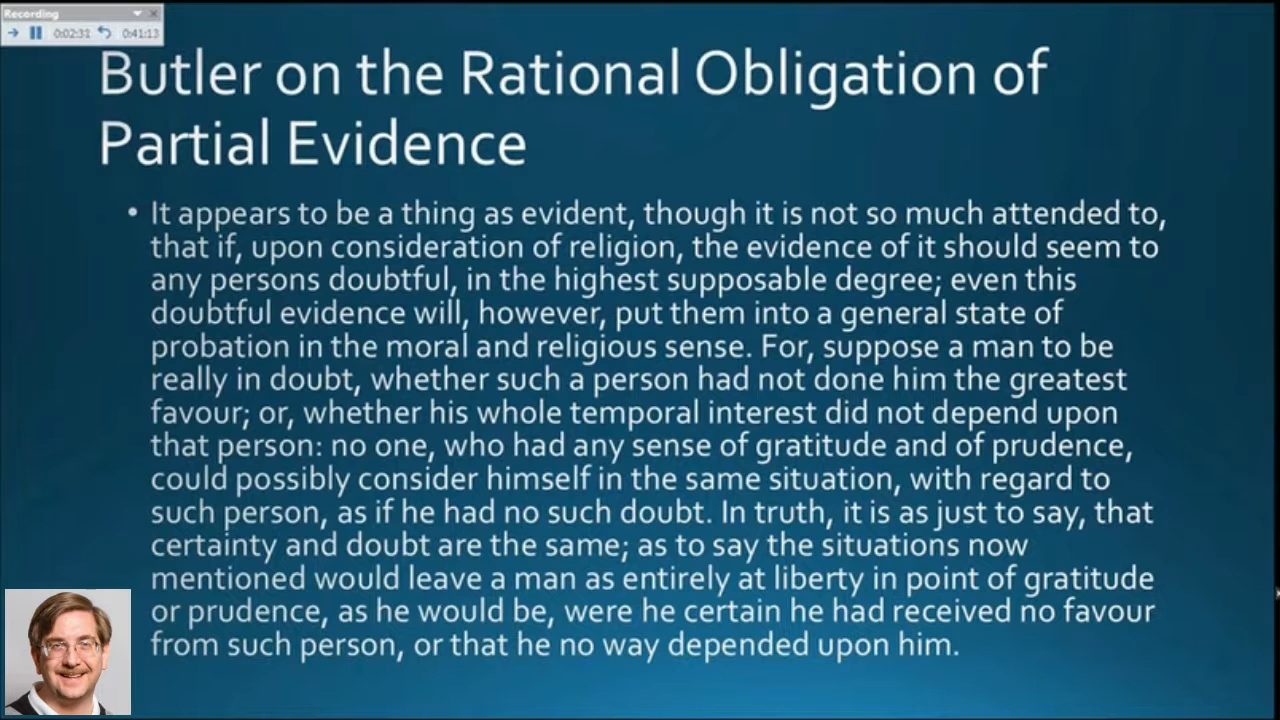 Recording
0:02:31 0:41:13
Butler on the Rational Obligation of
Partial Evidence
• It appears to be a thing as evident, though it is not so much attended to,
that if, upon consideration of religion, the evidence of it should seem to
any persons doubtful, in the highest supposable degree; even this
doubtful evidence will, however, put them into a general state of
probation in the moral and religious sense. For, suppose a man to be
really in doubt, whether such a person had not done him the greatest
favour; or, whether his whole temporal interest did not depend upon
that person: no one, who had any sense of gratitude and of prudence,
could possibly consider himself in the same situation, with regard to
such person, as if he had no such doubt. In truth, it is as just to say, that
certainty and doubt are the same; as to say the situations now
mentioned would leave a man as entirely at liberty in point of gratitude
or prudence, as he would be, were he certain he had received no favour
from such person, or that he no way depended upon him.